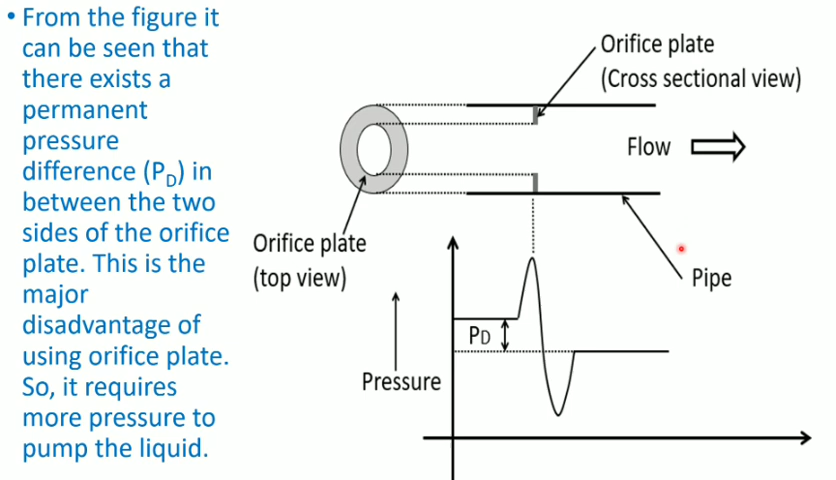 • From the figure it
can be seen that
there exists a
permanent
pressure
difference (PD) in
between the two
sides of the orifice
plate. This is the
major
disadvantage of
using orifice plate.
So, it requires
more pressure to
pump the liquid.
Orifice plate
(Cross sectional view)
Flow
Orifice plate
(top view)
Pipe
PD
Pressure